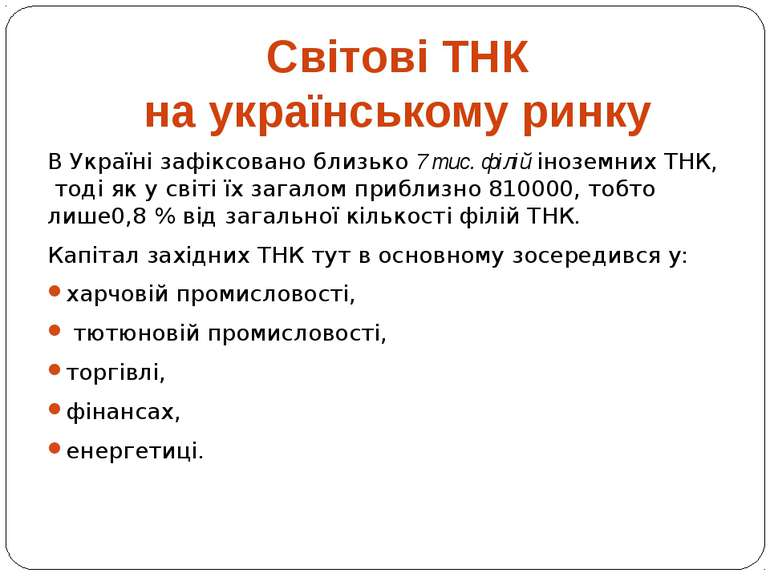 Світові ТНК
на українському ринку
В Україні зафіксовано близько 7 тис. філій іноземних ТНК,
тоді як у світі їх загалом приблизно 810000, тобто
лише0,8 % від загальної кількості філій ТНК.
Капітал західних ТНК тут в основному зосередився у:
харчовій промисловості,
тютюновій промисловості,
торгівлі,
фінансах,
енергетиці.